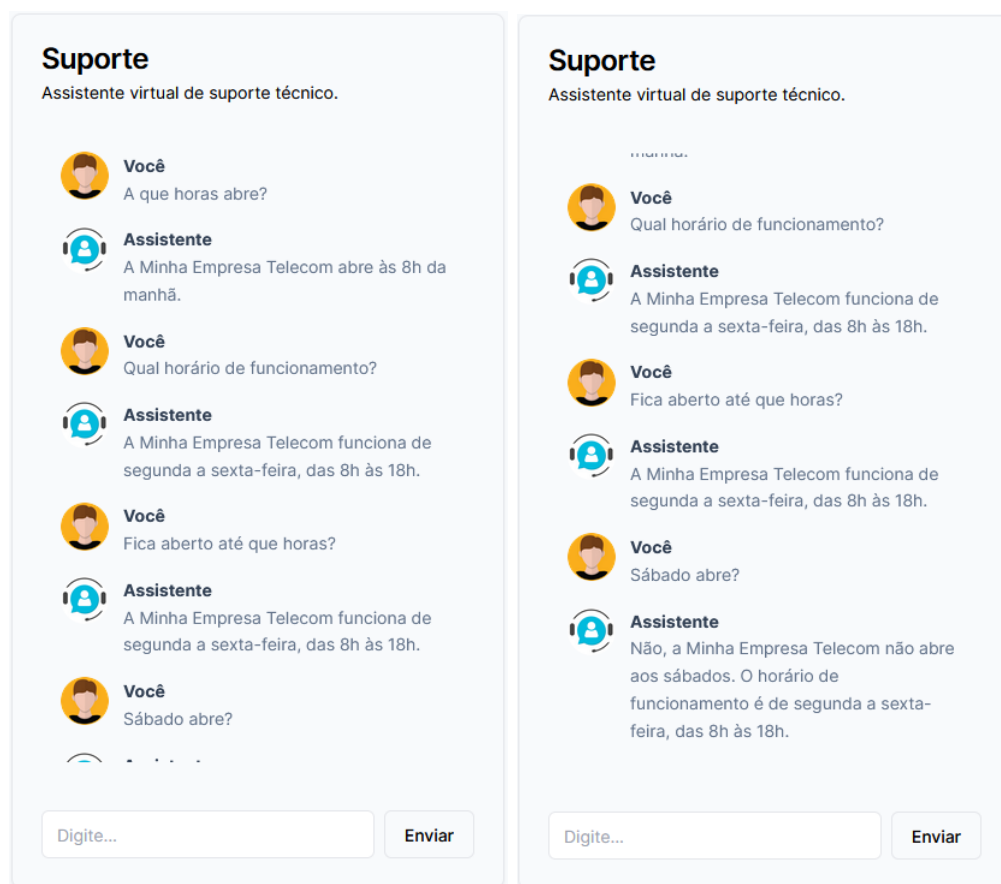 Suporte
Assistente virtual de suporte técnico.
Você
A que horas abre?
Assistente
A Minha Empresa Telecom abre às 8h da
manhã.
Você
Qual horário de funcionamento?
Assistente
A Minha Empresa Telecom funciona de
segunda a sexta-feira, das 8h às 18h.
Você
Fica aberto até que horas?
Assistente
A Minha Empresa Telecom funciona de
segunda a sexta-feira, das 8h às 18h.
Você
Sábado abre?
Assistente
Digite...
Enviar
Suporte
Assistente virtual de suporte técnico.
manhã.
Você
Qual horário de funcionamento?
Assistente
A Minha Empresa Telecom funciona de
segunda a sexta-feira, das 8h às 18h.
Você
Fica aberto até que horas?
Assistente
A Minha Empresa Telecom funciona de
segunda a sexta-feira, das 8h às 18h.
Você
Sábado abre?
Assistente
Não, a Minha Empresa Telecom não abre
aos sábados. O horário de
funcionamento é de segunda a sexta-
feira, das 8h às 18h.
Digite...
Enviar